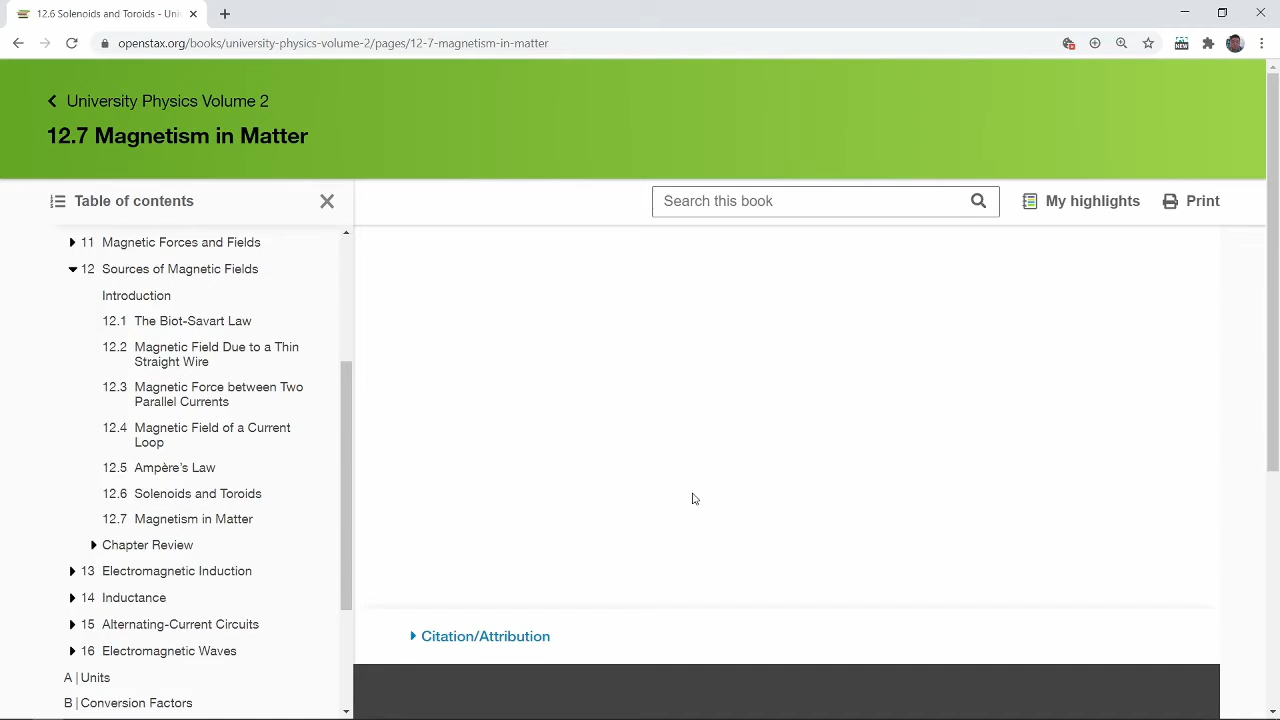 12.6 Solenoids and Toroids - Uni
openstax.org/books/university-physics-volume-2/pages/12-7-magnetism-in-matter
NEW
University Physics Volume 2
12.7 Magnetism in Matter
Table of contents
Search this book
My highlights
Print
11 Magnetic Forces and Fields
12 Sources of Magnetic Fields
Introduction
12.1 The Biot-Savart Law
12.2 Magnetic Field Due to a Thin
Straight Wire
12.3 Magnetic Force between Two
Parallel Currents
12.4 Magnetic Field of a Current
Loop
12.5 Ampère’s Law
12.6 Solenoids and Toroids
12.7 Magnetism in Matter
Chapter Review
13 Electromagnetic Induction
14 Inductance
15 Alternating-Current Circuits
16 Electromagnetic Waves
A | Units
B | Conversion Factors
Citation/Attribution